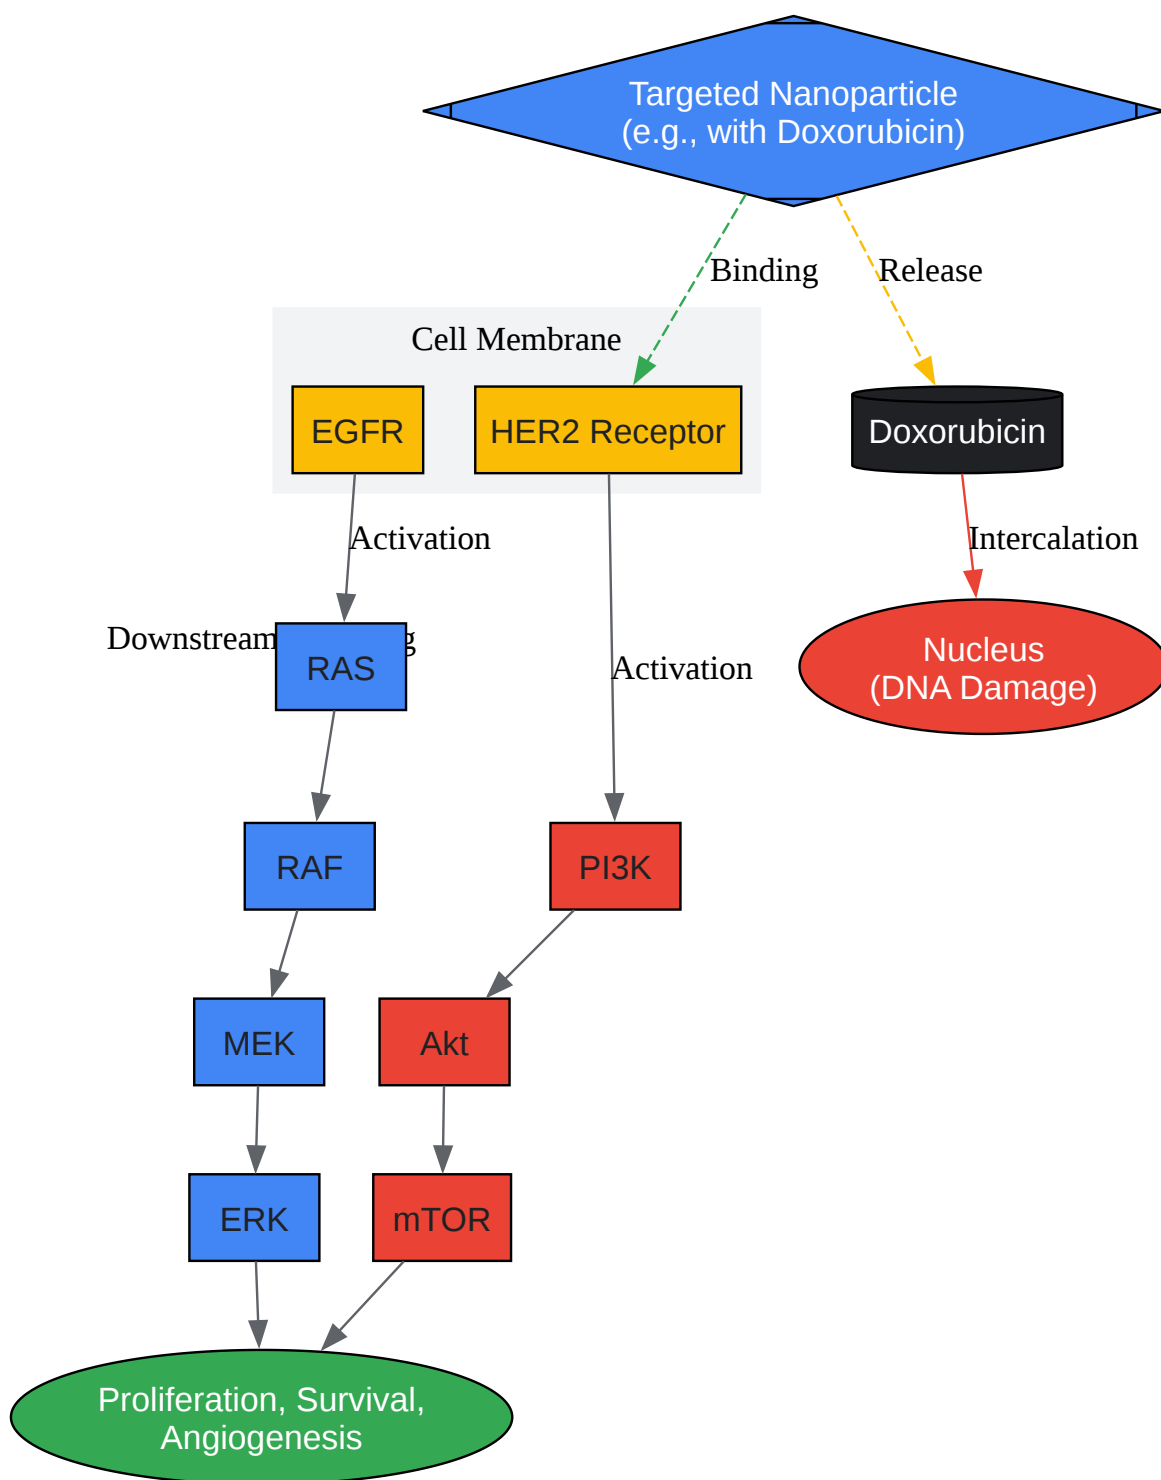 Targeted Nanoparticle
(e.g., with Doxorubicin)
Binding
Release
Cell Membrane
EGFR
HER2 Receptor
Doxorubicin
Activation
Intercalation
Downstream
RAS
Activation
Nucleus
(DNA Damage)
RAF
PI3K
MEK
Akt
ERK
mTOR
Proliferation, Survival,
Angiogenesis